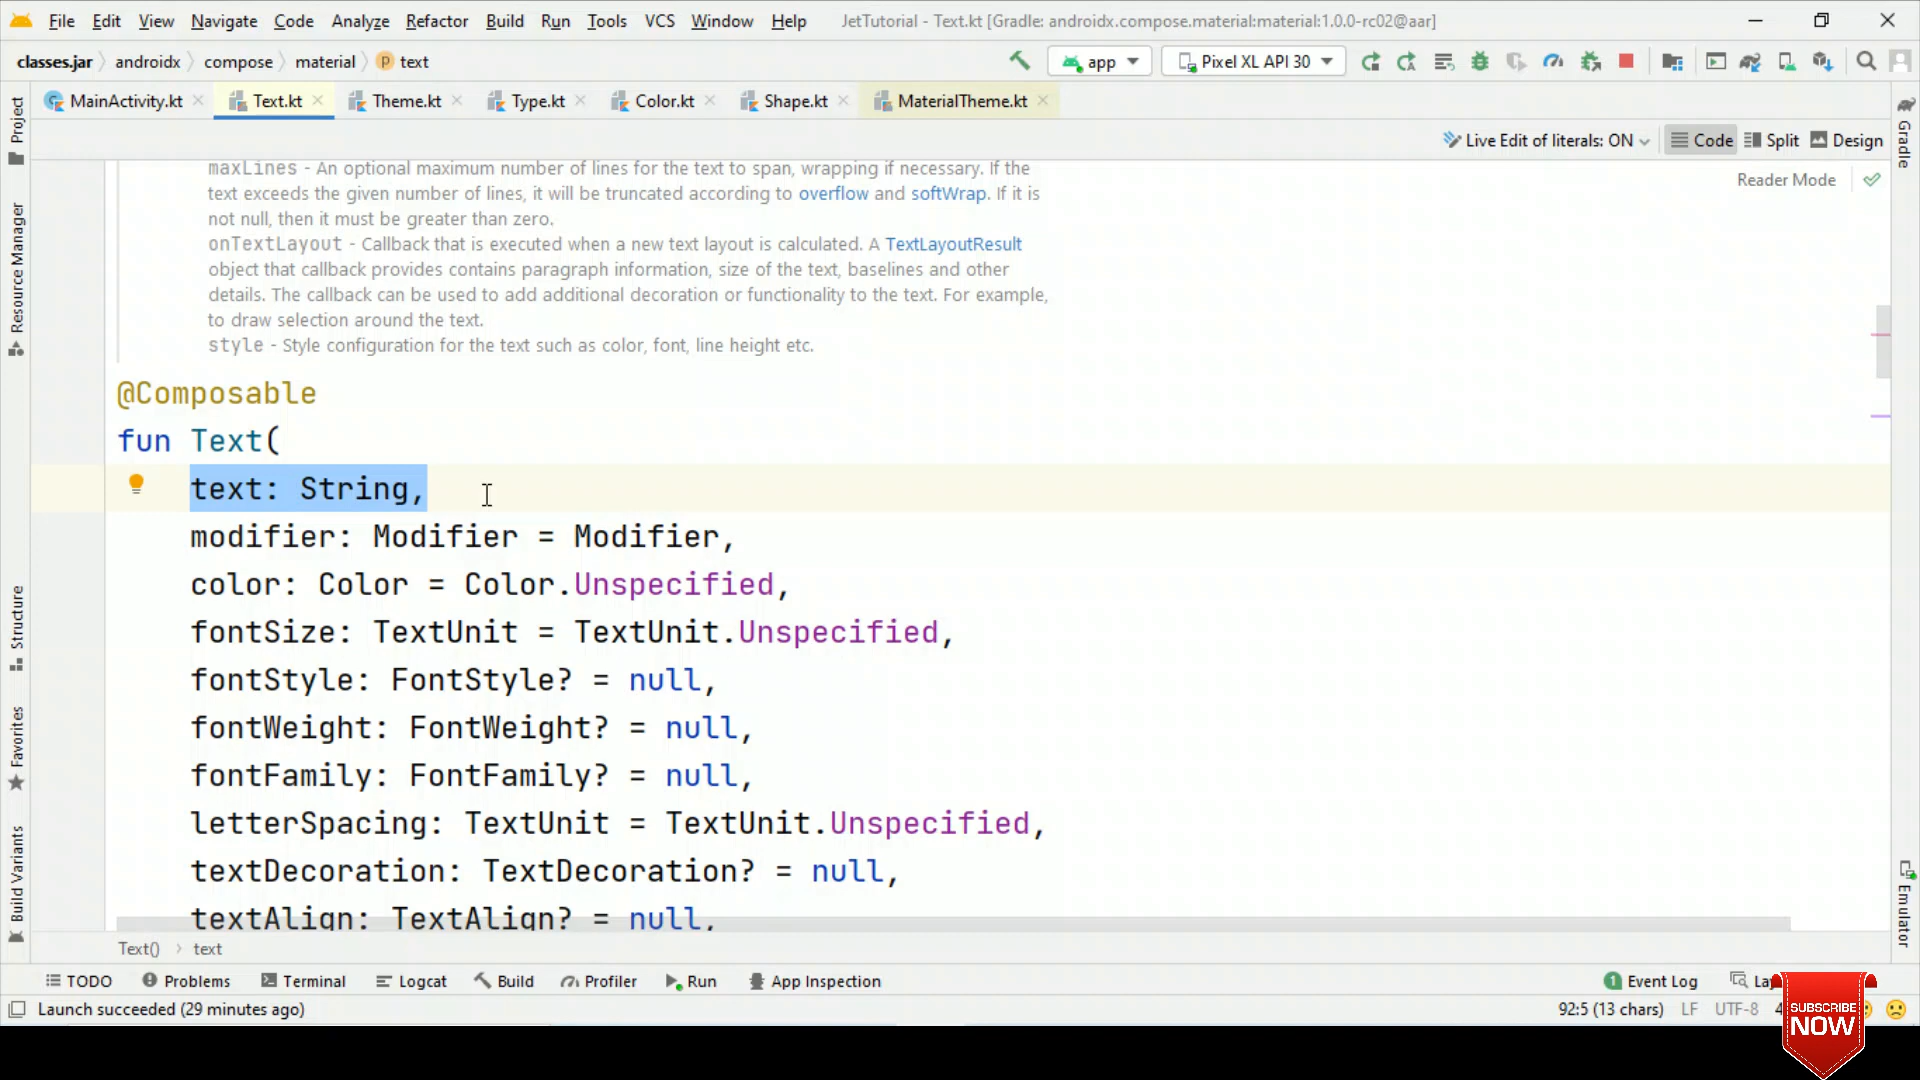 File Edit View Navigate Code Analyze Refactor Build Run Tools VCS Window Help JetTutorial - Text.kt [Gradle: androidx.compose.material:material:1.0.0-rc02@aar]
classes.jar androidx compose material text app Pixel XL API 30
MainActivity.kt Text.kt Theme.kt Type.kt Color.kt Shape.kt MaterialTheme.kt
Live Edit of literals: ON Code Split Design
Reader Mode
Project
Resource Manager
Structure
Favorites
Build Variants
Gradle
Emulator
maxLines - An optional maximum number of lines for the text to span, wrapping if necessary. If the
text exceeds the given number of lines, it will be truncated according to overflow and softWrap. If it is
not null, then it must be greater than zero.
onTextLayout - Callback that is executed when a new text layout is calculated. A TextLayoutResult
object that callback provides contains paragraph information, size of the text, baselines and other
details. The callback can be used to add additional decoration or functionality to the text. For example,
to draw selection around the text.
style - Style configuration for the text such as color, font, line height etc.
@Composable
fun Text(
text: String,
modifier: Modifier = Modifier,
color: Color = Color.Unspecified,
fontSize: TextUnit = TextUnit.Unspecified,
fontStyle: FontStyle? = null,
fontWeight: FontWeight? = null,
fontFamily: FontFamily? = null,
letterSpacing: TextUnit = TextUnit.Unspecified,
textDecoration: TextDecoration? = null,
textAlign: TextAlign? = null,
Text() text
TODO Problems Terminal Logcat Build Profiler Run App Inspection 1 Event Log
Launch succeeded (29 minutes ago) 92:5 (13 chars) LF UTF-8 4
SUBSCRIBE
NOW